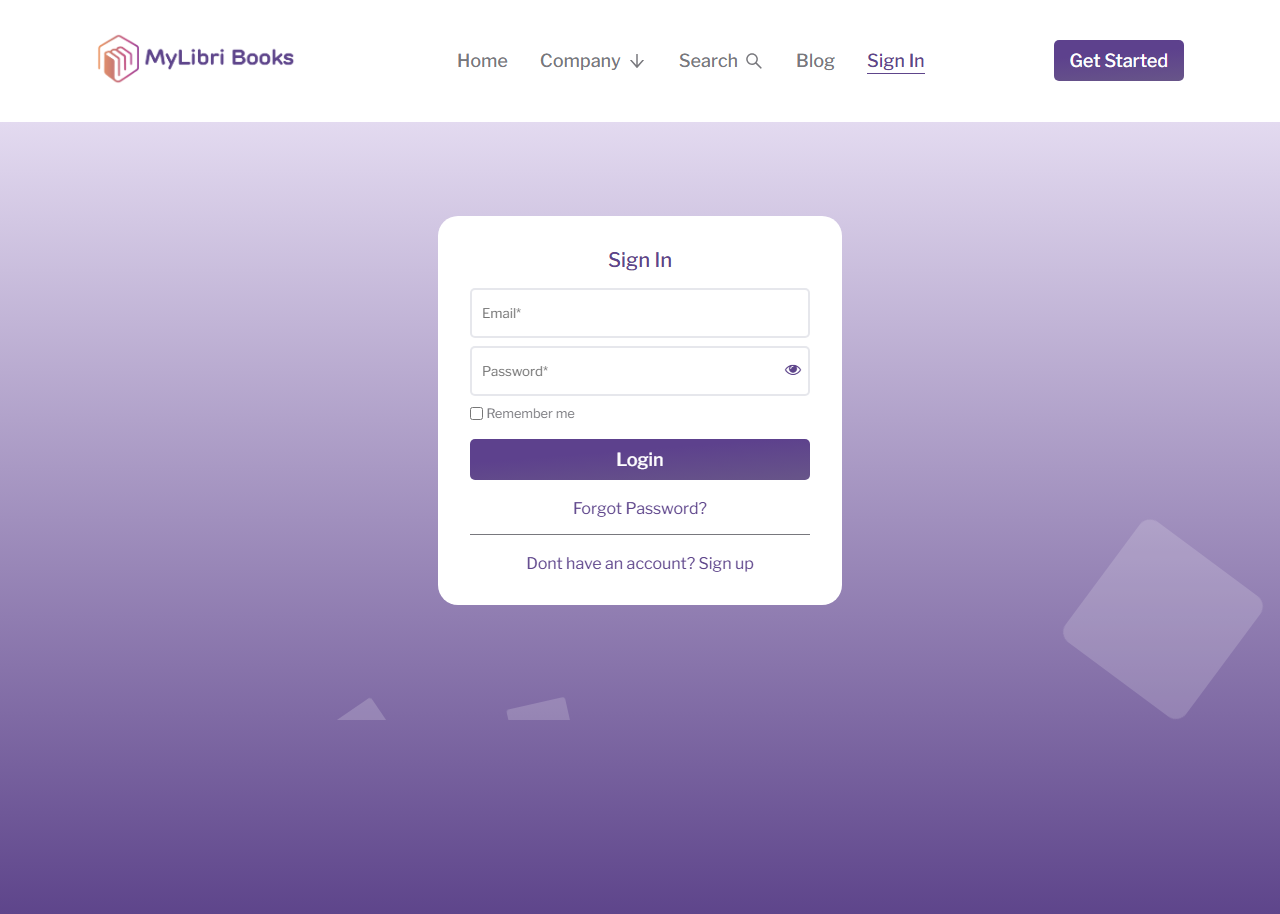 MyLibri Books
Home Company Search Blog Sign In
Get Started
Sign In
Email*
Password*
Remember me
Login
Forgot Password?
Dont have an account? Sign up